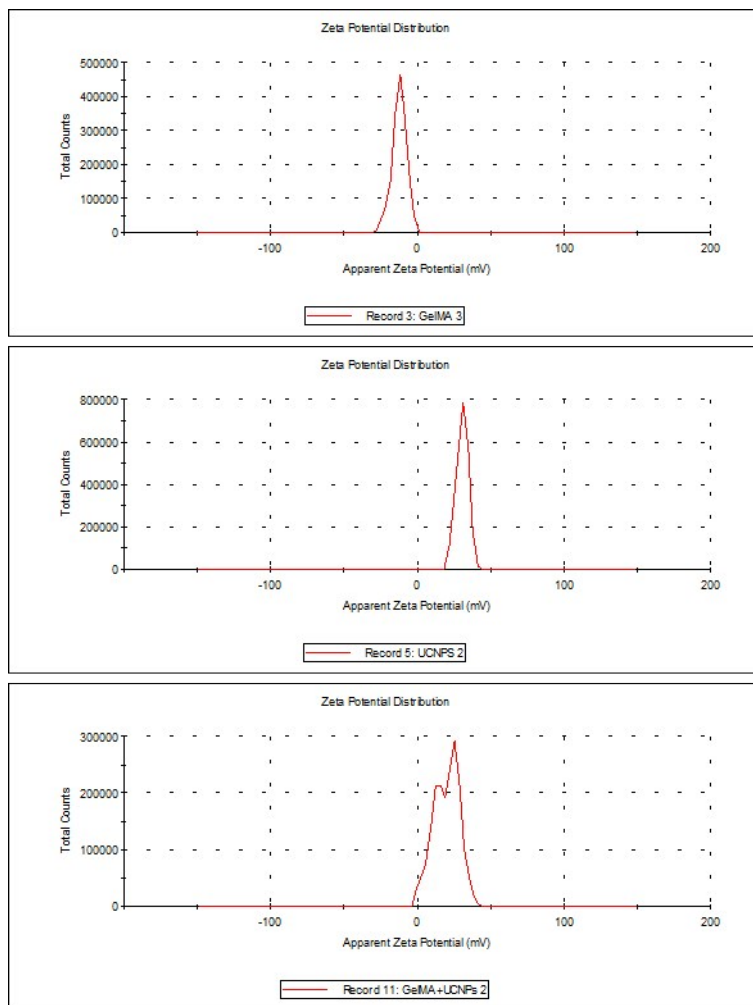 Zeta Potential Distribution
500000
400000
300000
200000
100000
0
Total Counts
-100 0 100 200
Apparent Zeta Potential (mV)
Record 3: GelMA 3
Zeta Potential Distribution
800000
600000
400000
200000
0
Total Counts
-100 0 100 200
Apparent Zeta Potential (mV)
Record 5: UCNPS 2
Zeta Potential Distribution
300000
200000
100000
0
Total Counts
-100 0 100 200
Apparent Zeta Potential (mV)
Record 11: GelMA+UCNPs 2